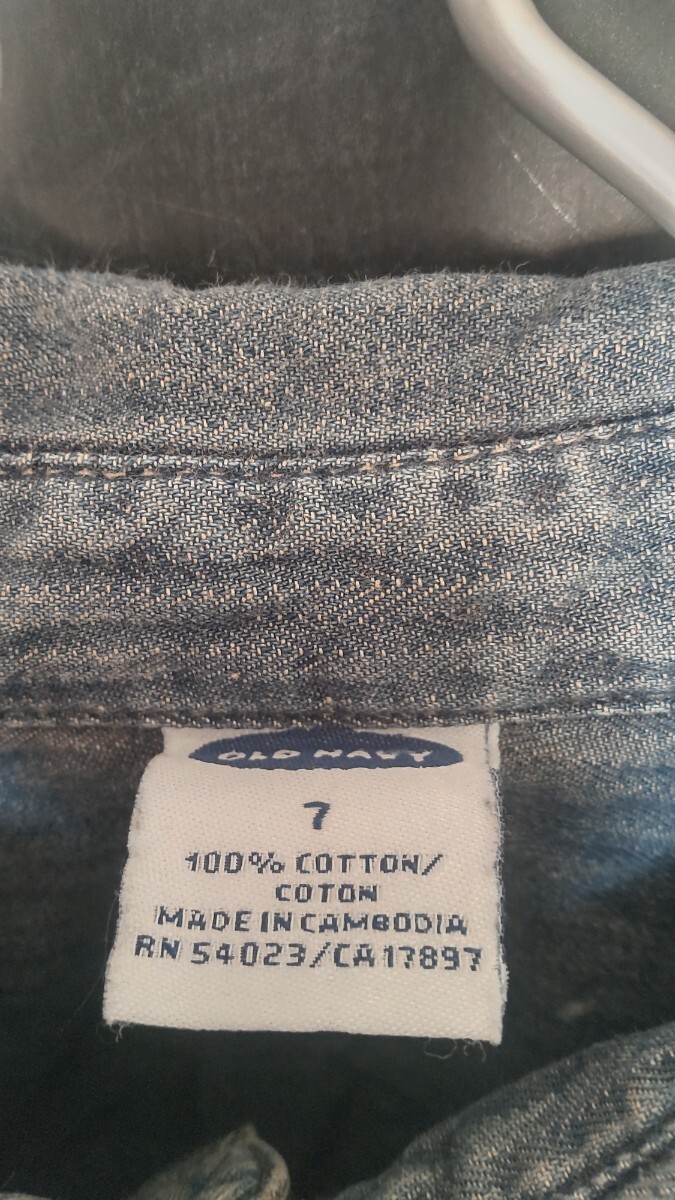 OLD NAVY
7
100% COTTON/
COTON
MADE IN CAMBODIA
RN 54023/CA17897